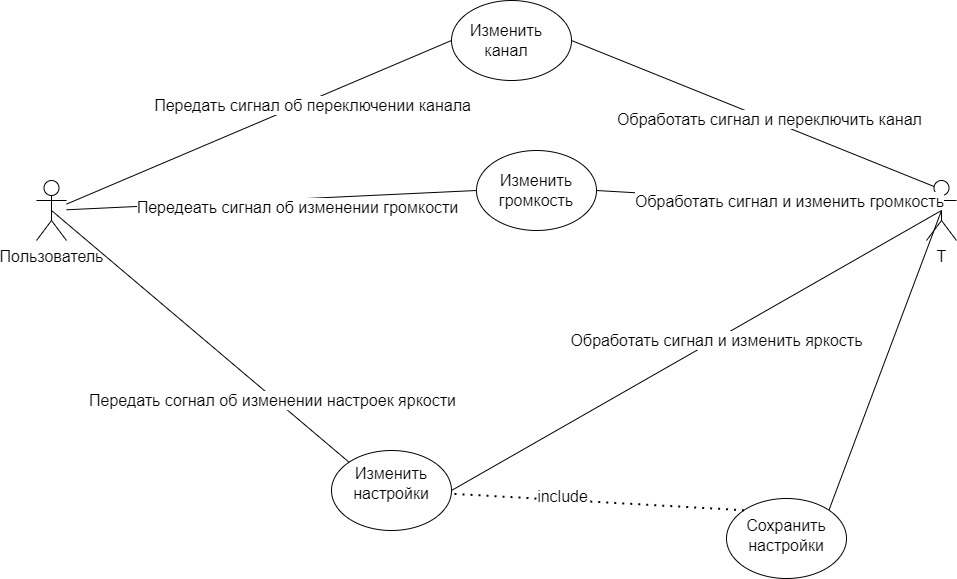 Изменить
канал
Передать сигнал об переключении канала
Обработать сигнал и переключить канал
Изменить
громкость
Передеать сигнал об изменении громкости
Обработать сигнал и изменить громкость
Пользователь
Т
Обработать сигнал и изменить яркость
Передать согнал об изменении настроек яркости
Изменить
настройки
include
Сохранить
настройки